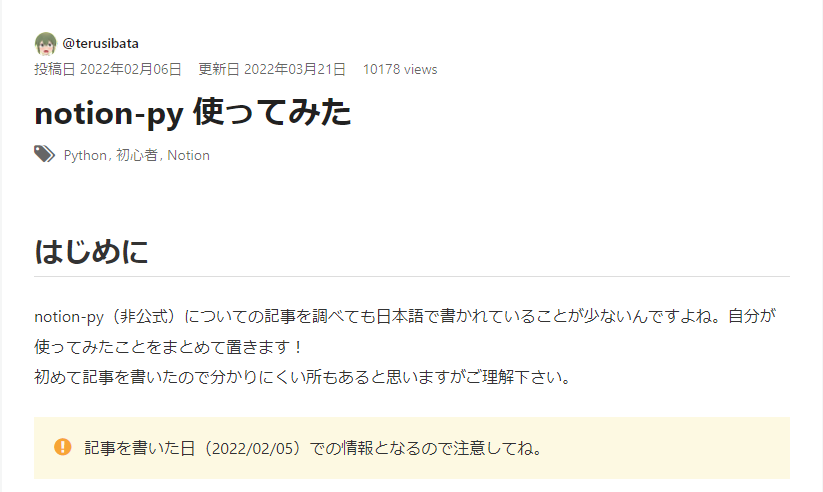 @terusibata
投稿日 2022年02月06日 更新日 2022年03月21日 10178 views
notion-py 使ってみた
Python, 初心者, Notion
はじめに
notion-py（非公式）についての記事を調べても日本語で書かれていることが少ないんですよね。自分が
使ってみたことをまとめて置きます！
初めて記事を書いたので分かりにくい所もあると思いますがご理解下さい。
記事を書いた日（2022/02/05）での情報となるので注意してね。